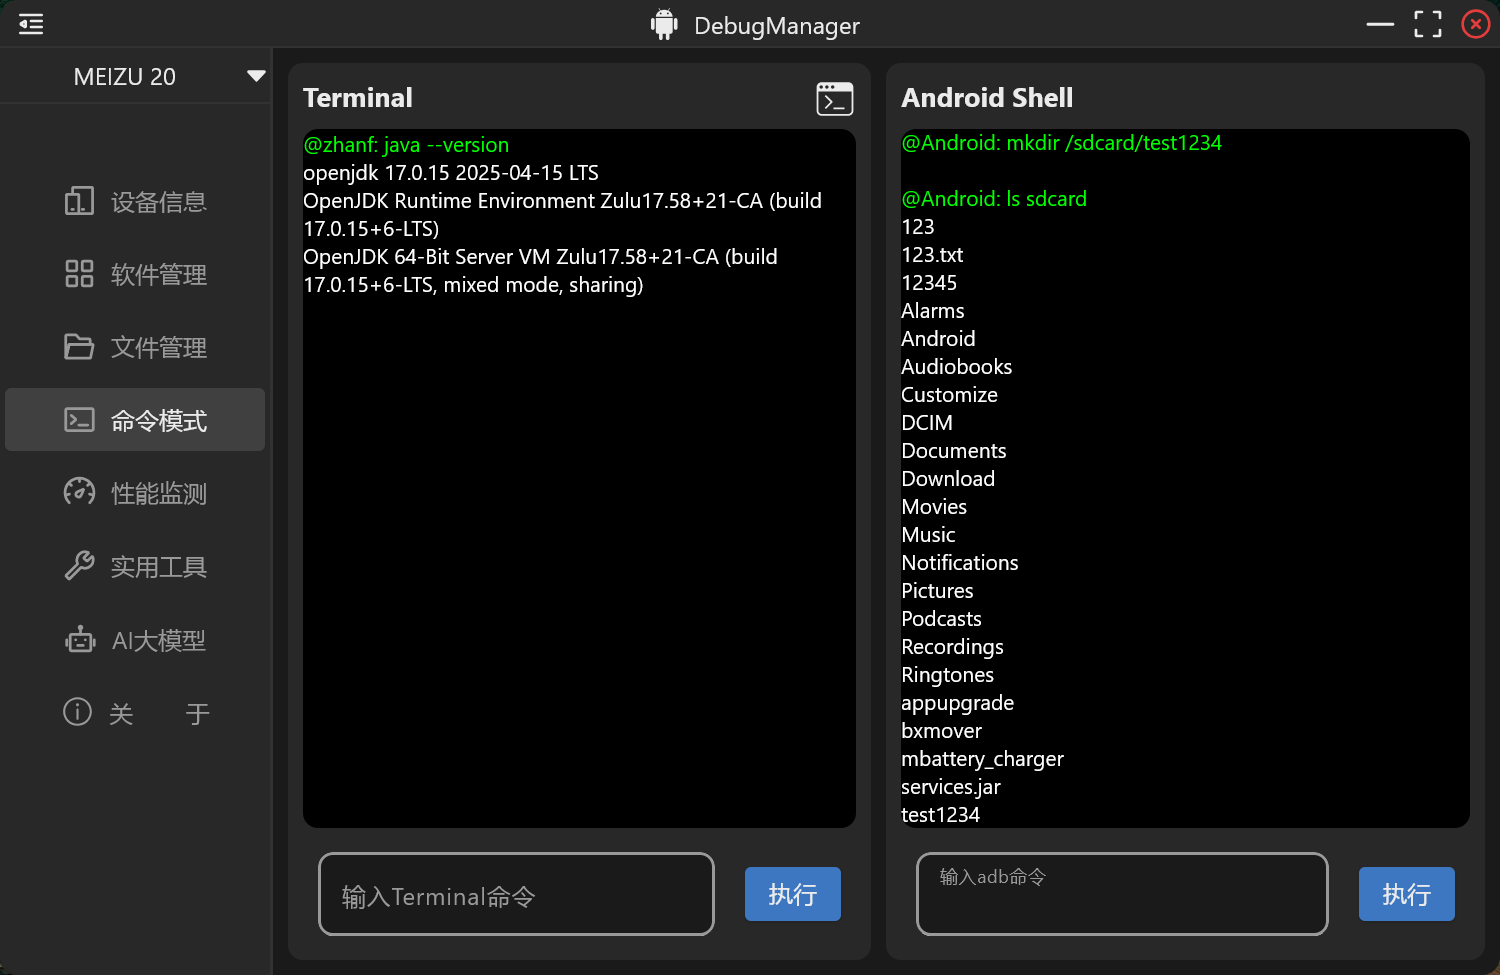 DebugManager
MEIZU 20
设备信息
软件管理
文件管理
命令模式
性能监测
实用工具
AI大模型
关 于
Terminal
@zhanf: java --version
openjdk 17.0.15 2025-04-15 LTS
OpenJDK Runtime Environment Zulu17.58+21-CA (build
17.0.15+6-LTS)
OpenJDK 64-Bit Server VM Zulu17.58+21-CA (build
17.0.15+6-LTS, mixed mode, sharing)
输入Terminal命令
执行
Android Shell
@Android: mkdir /sdcard/test1234
@Android: ls sdcard
123
123.txt
12345
Alarms
Android
Audiobooks
Customize
DCIM
Documents
Download
Movies
Music
Notifications
Pictures
Podcasts
Recordings
Ringtones
appupgrade
bxmover
mbattery_charger
services.jar
test1234
输入adb命令
执行